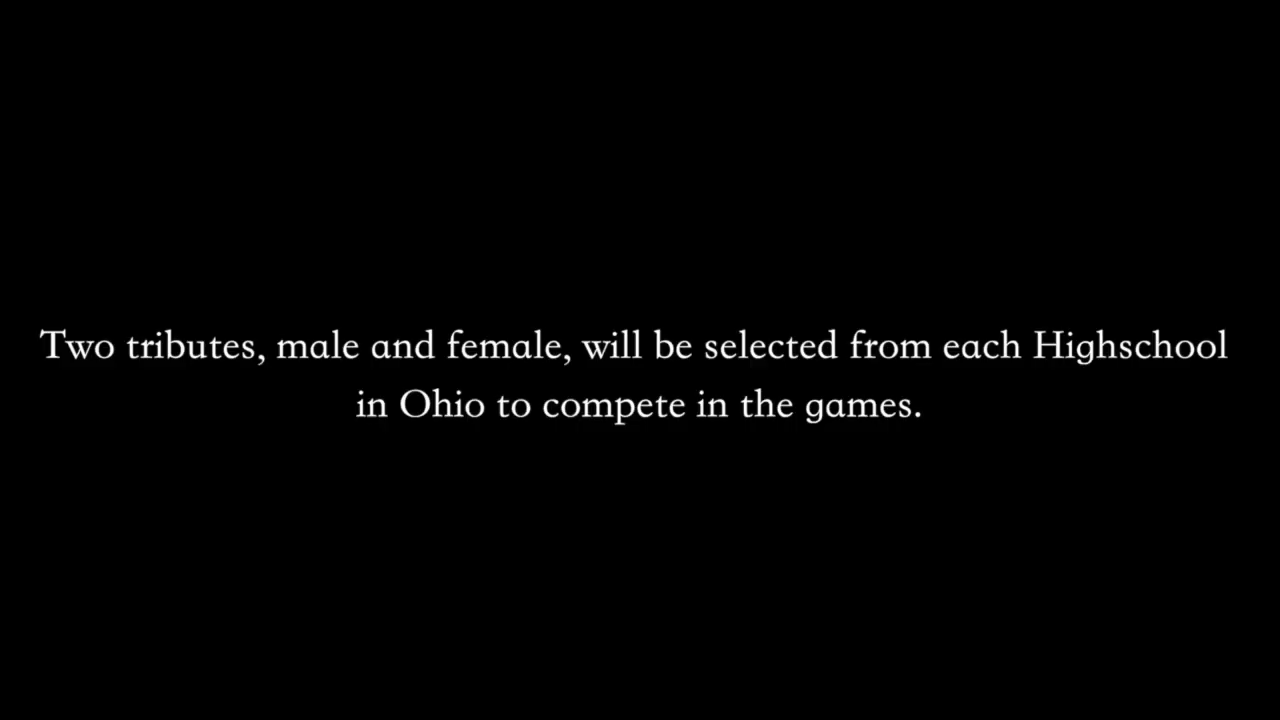 Two tributes, male and female, will be selected from each Highschool
in Ohio to compete in the games.